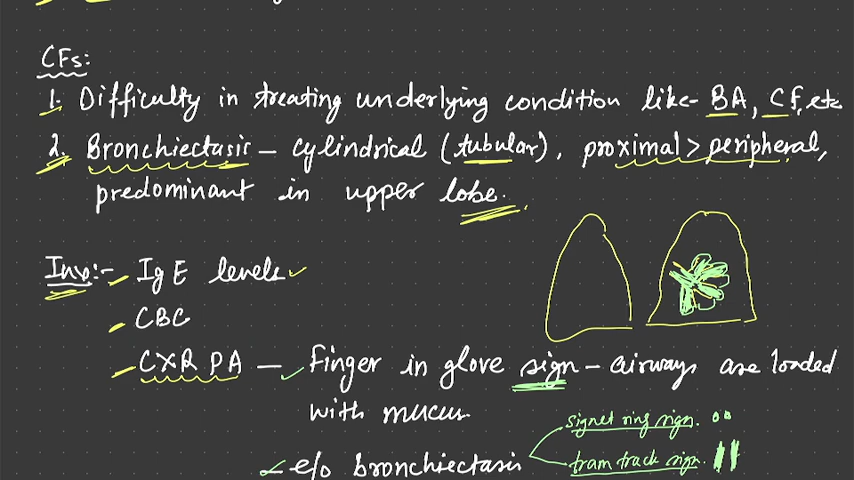 CFs:
1. Difficulty in treating underlying condition like- BA, Cf, etc
2. Bronchiectasis - cylindrical (tubular), proximal > peripheral,
predominant in upper lobe.
Inv:- IgE levels
CBC
CXR PA - Finger in glove sign - airways are loaded
with mucus
signet ring sign.
e/o bronchiectasis
tram track sign.